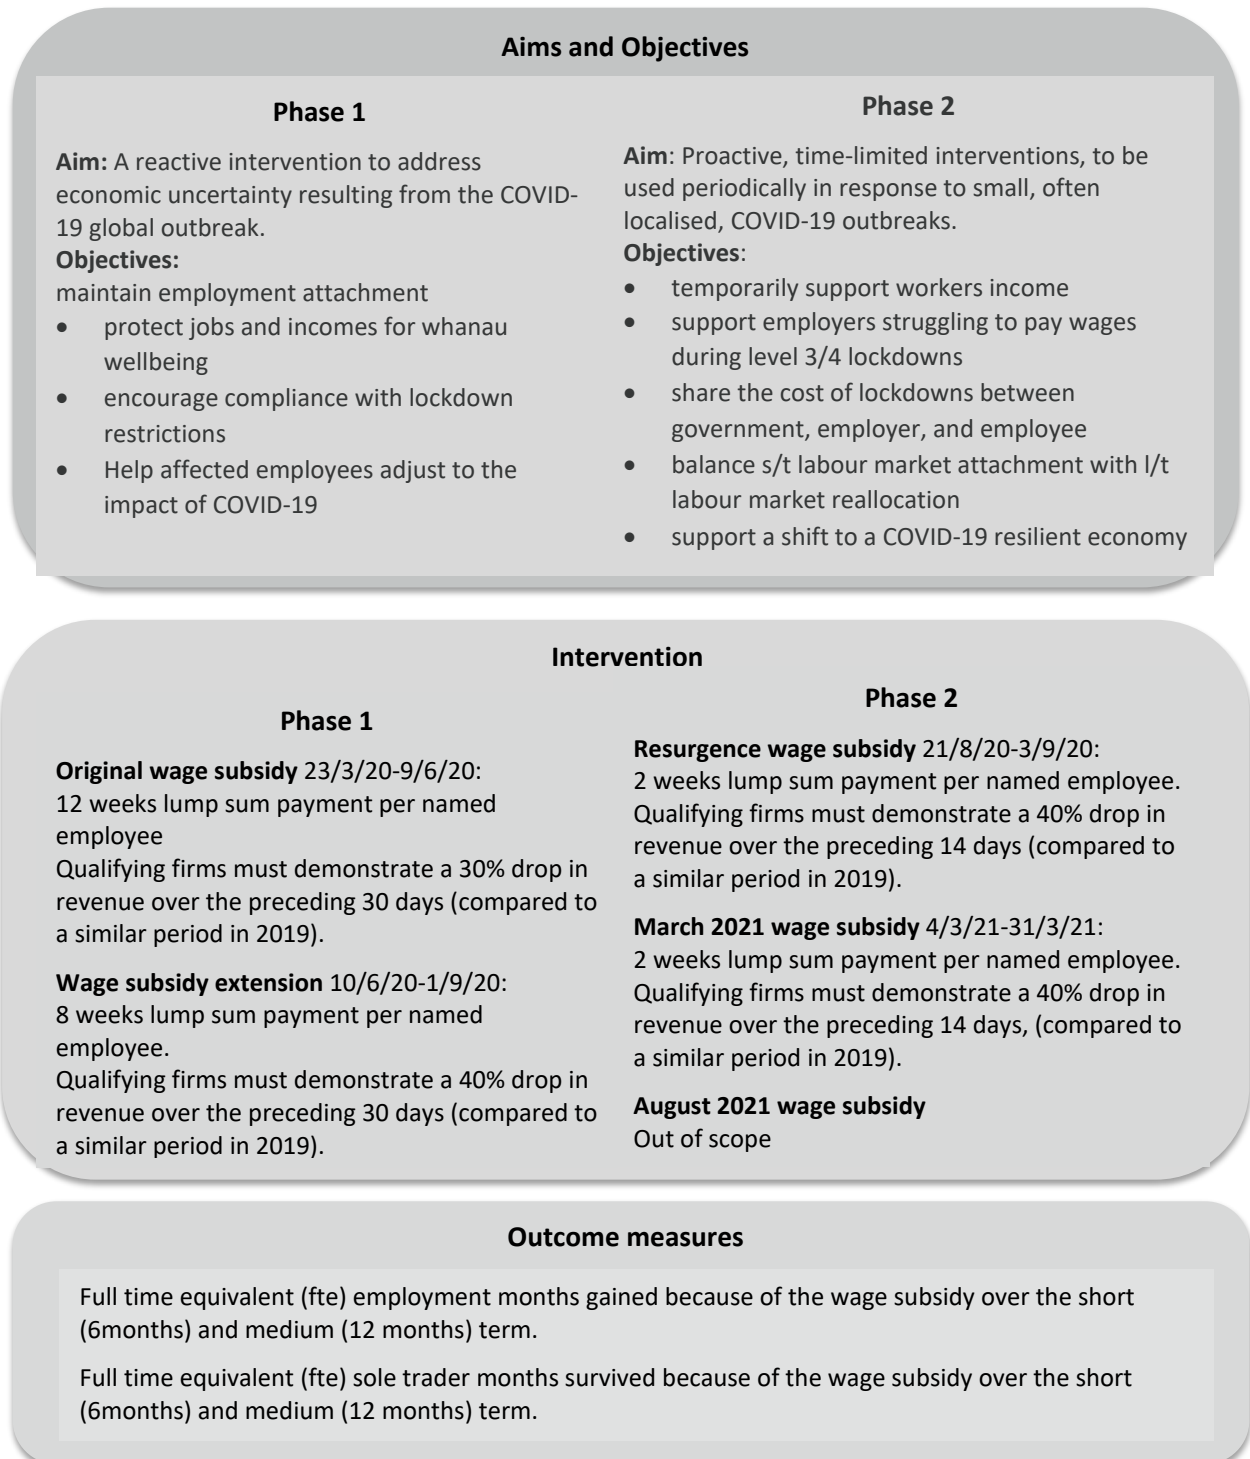 Aims and Objectives
Phase 1
Aim: A reactive intervention to address
economic uncertainty resulting from the COVID-
19 global outbreak.
Objectives:
maintain employment attachment
• protect jobs and incomes for whanau
wellbeing
• encourage compliance with lockdown
restrictions
• Help affected employees adjust to the
impact of COVID-19
Phase 2
Aim: Proactive, time-limited interventions, to be
used periodically in response to small, often
localised, COVID-19 outbreaks.
Objectives:
• temporarily support workers income
• support employers struggling to pay wages
during level 3/4 lockdowns
• share the cost of lockdowns between
government, employer, and employee
• balance s/t labour market attachment with l/t
labour market reallocation
• support a shift to a COVID-19 resilient economy
Intervention
Phase 1
Original wage subsidy 23/3/20-9/6/20:
12 weeks lump sum payment per named
employee
Qualifying firms must demonstrate a 30% drop in
revenue over the preceding 30 days (compared to
a similar period in 2019).
Wage subsidy extension 10/6/20-1/9/20:
8 weeks lump sum payment per named
employee.
Qualifying firms must demonstrate a 40% drop in
revenue over the preceding 30 days (compared to
a similar period in 2019).
Phase 2
Resurgence wage subsidy 21/8/20-3/9/20:
2 weeks lump sum payment per named employee.
Qualifying firms must demonstrate a 40% drop in
revenue over the preceding 14 days (compared to
a similar period in 2019).
March 2021 wage subsidy 4/3/21-31/3/21:
2 weeks lump sum payment per named employee.
Qualifying firms must demonstrate a 40% drop in
revenue over the preceding 14 days, (compared to
a similar period in 2019).
August 2021 wage subsidy
Out of scope
Outcome measures
Full time equivalent (fte) employment months gained because of the wage subsidy over the short
(6months) and medium (12 months) term.
Full time equivalent (fte) sole trader months survived because of the wage subsidy over the short
(6months) and medium (12 months) term.